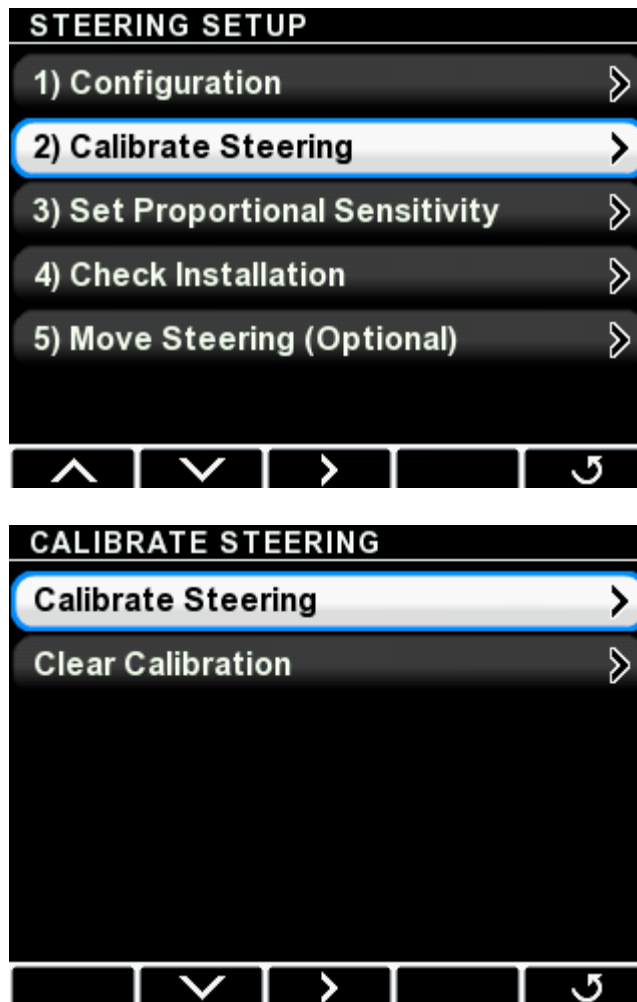 STEERING SETUP
1) Configuration
2) Calibrate Steering
3) Set Proportional Sensitivity
4) Check Installation
5) Move Steering (Optional)
CALIBRATE STEERING
Calibrate Steering
Clear Calibration